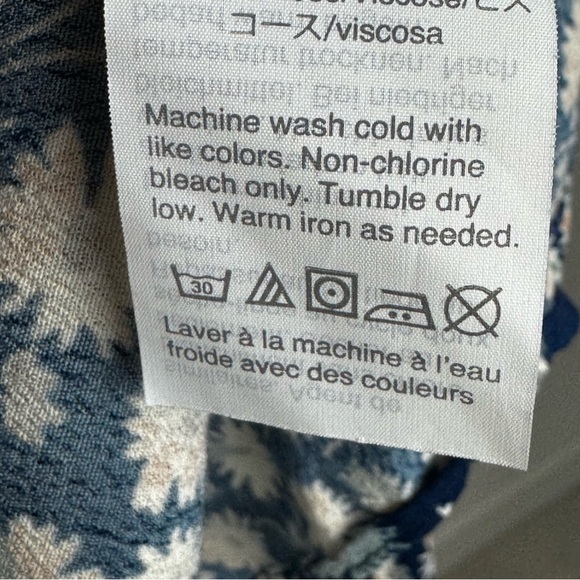 コース/viscosa
Machine wash cold with
like colors. Non-chlorine
bleach only. Tumble dry
low. Warm iron as needed.
30
Laver à la machine à l'eau
froide avec des couleurs